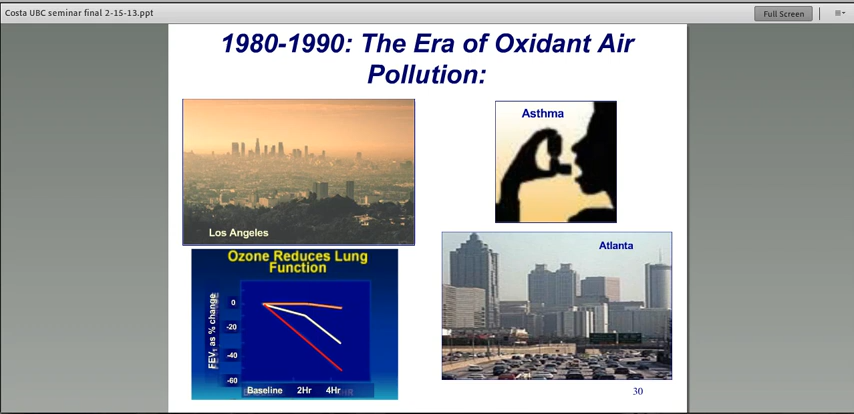 Costa UBC seminar final 2-15-13.ppt
Full Screen
1980-1990: The Era of Oxidant Air
Pollution:
Los Angeles
Asthma
Ozone Reduces Lung
Function
FEV1 as % change
0
-20
-40
-60
Baseline 2Hr 4Hr
Atlanta
30